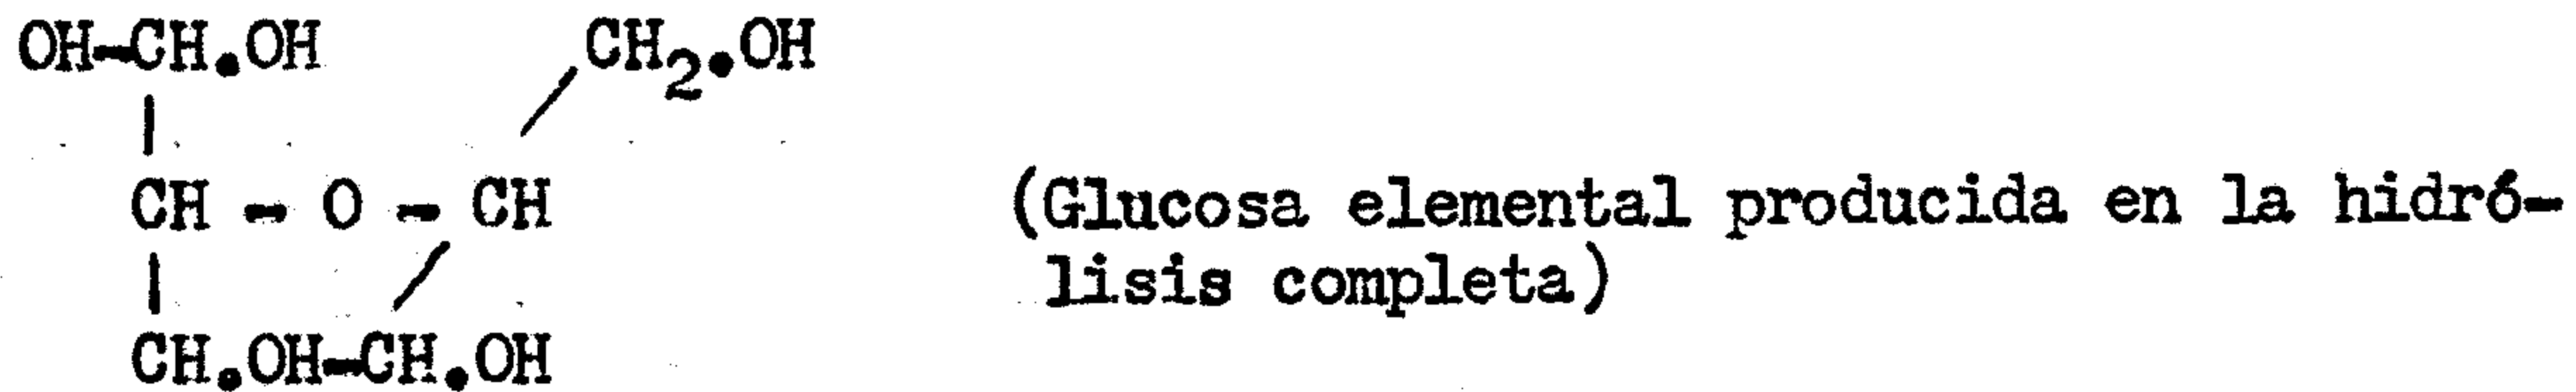 OH-CH.OH CH₂.OH
CH - O - CH
(Glucosa elemental producida en la hidró-
lisis completa)
CH.OH-CH.OH